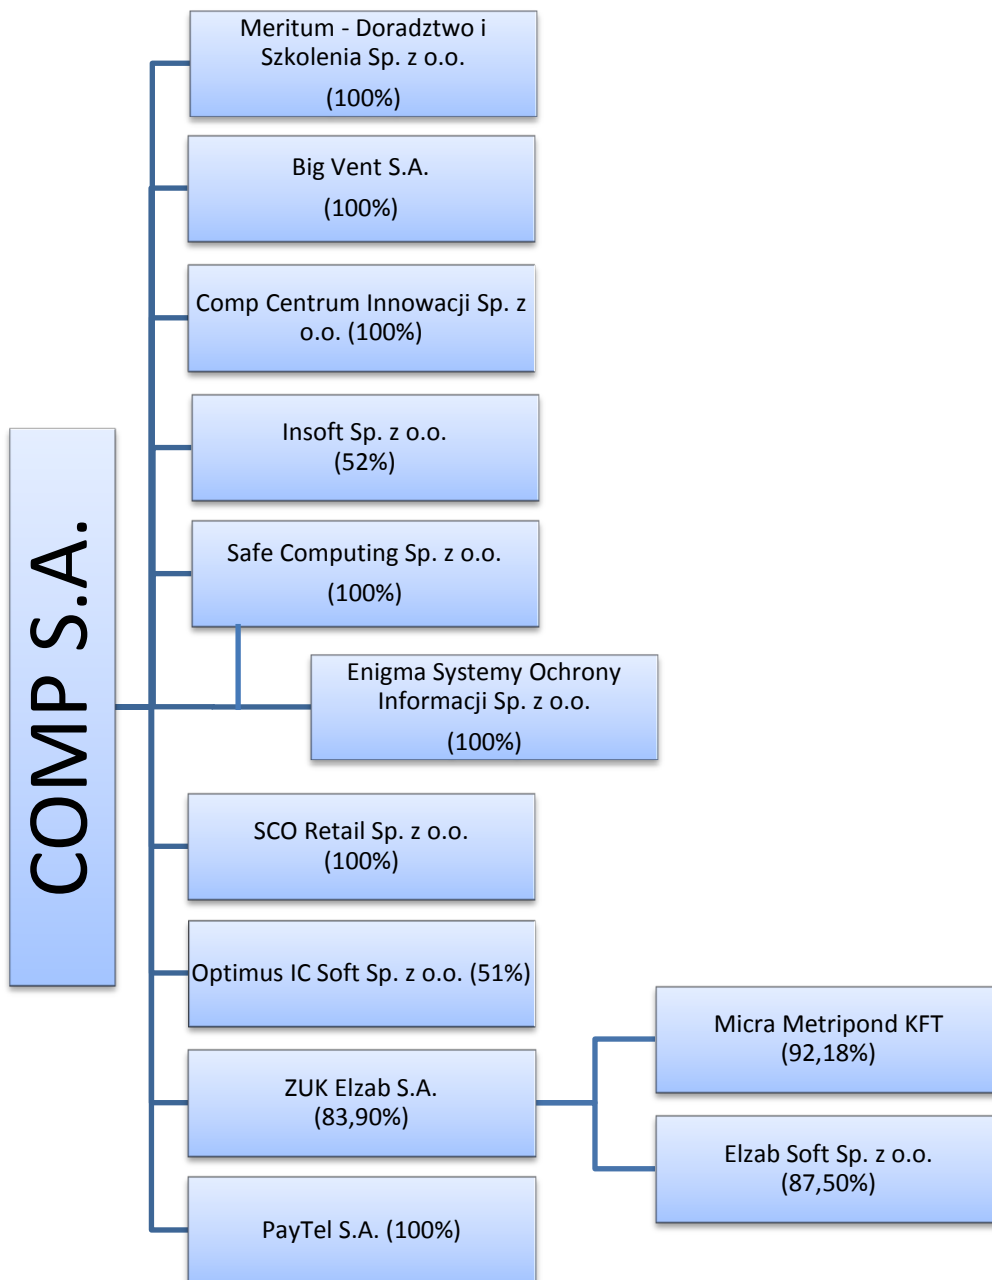 Meritum - Doradztwo i
Szkolenia Sp. z o.o.
(100%)
Big Vent S.A.
(100%)
Comp Centrum Innowacji Sp. z
o.o. (100%)
Insoft Sp. z o.o.
(52%)
COMP S.A.
Safe Computing Sp. z o.o.
(100%)
Enigma Systemy Ochrony
Informacji Sp. z o.o.
(100%)
SCO Retail Sp. z o.o.
(100%)
Optimus IC Soft Sp. z o.o. (51%)
ZUK Elzab S.A.
(83,90%)
Micra Metripond KFT
(92,18%)
Elzab Soft Sp. z o.o.
(87,50%)
PayTel S.A. (100%)